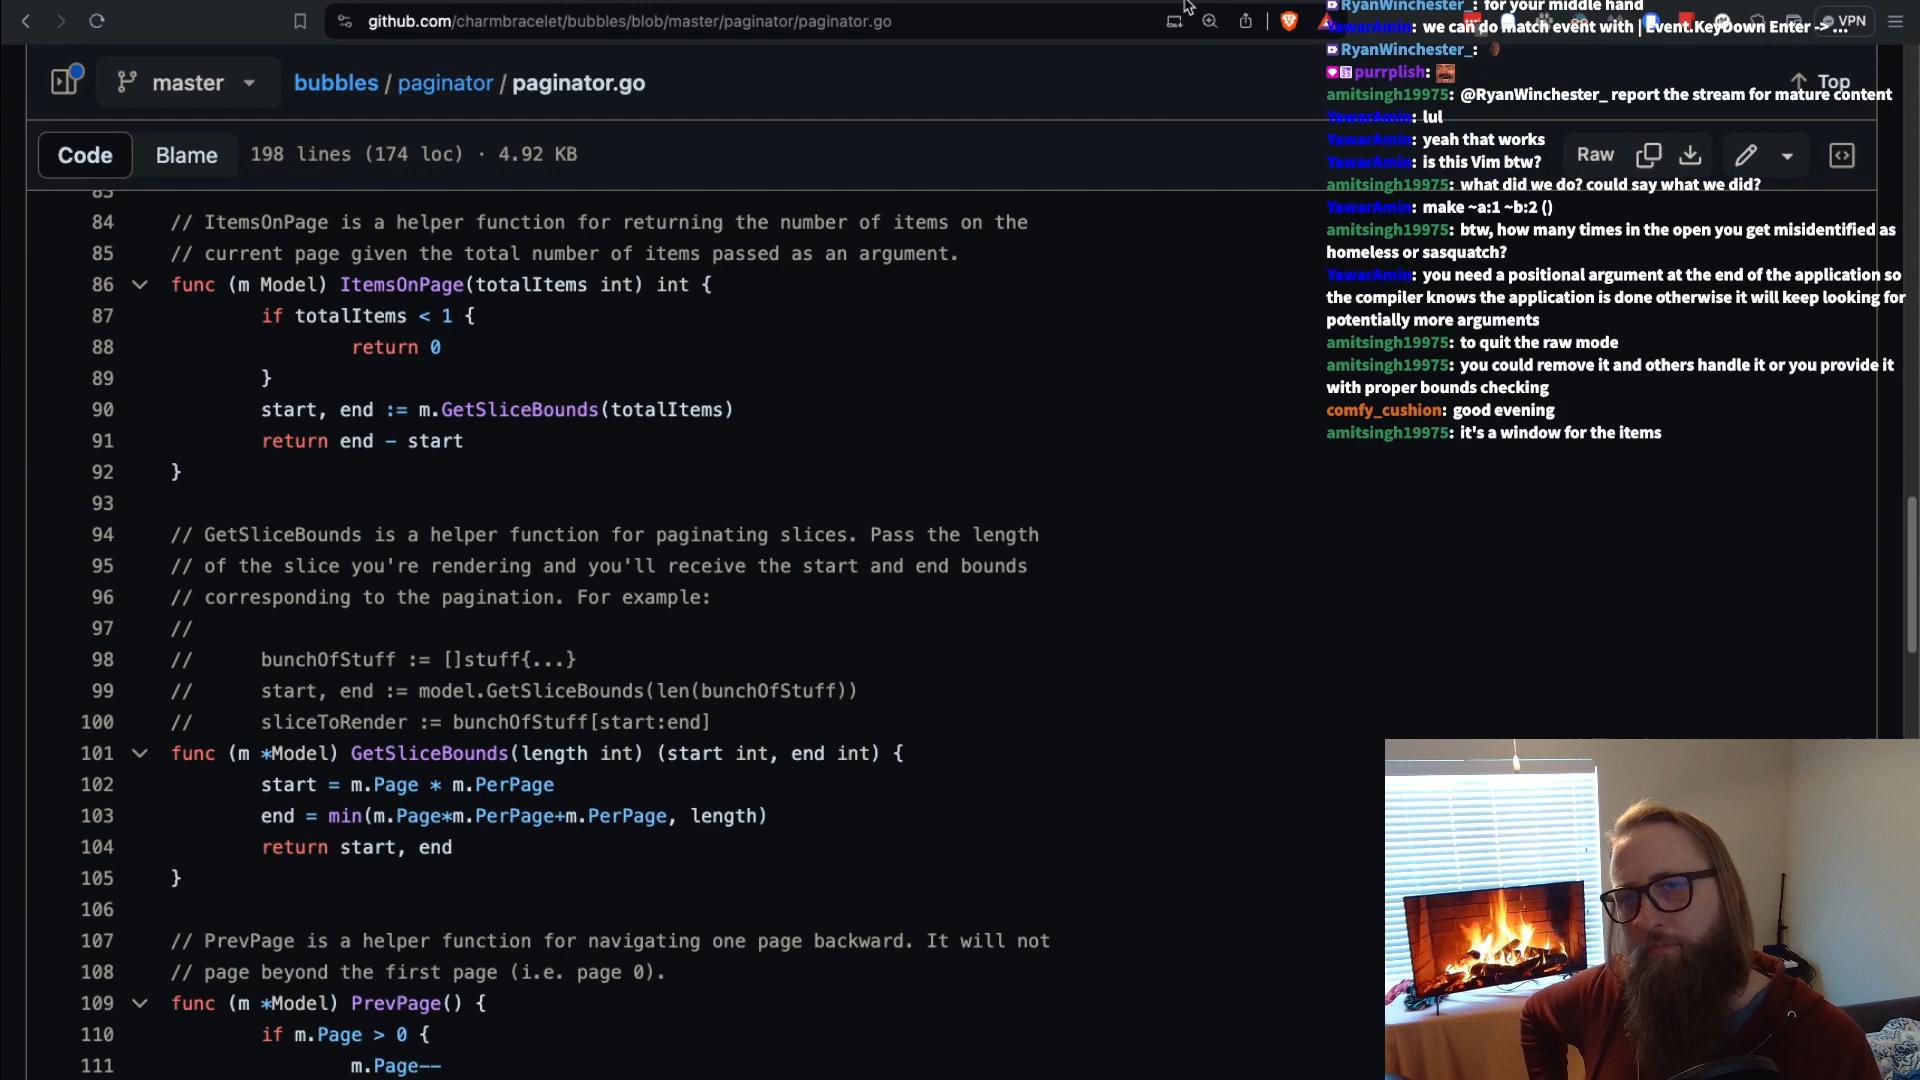 github.com/charmbracelet/bubbles/blob/master/paginator/paginator.go
VPN
master
bubbles / paginator / paginator.go
Top
Code
Blame
198 lines (174 loc) · 4.92 KB
Raw
83
84 // ItemsOnPage is a helper function for returning the number of items on the
85 // current page given the total number of items passed as an argument.
86 func (m Model) ItemsOnPage(totalItems int) int {
87 if totalItems < 1 {
88 return 0
89 }
90 start, end := m.GetSliceBounds(totalItems)
91 return end - start
92 }
93
94 // GetSliceBounds is a helper function for paginating slices. Pass the length
95 // of the slice you're rendering and you'll receive the start and end bounds
96 // corresponding to the pagination. For example:
97 //
98 // bunchOfStuff := []stuff{...}
99 // start, end := model.GetSliceBounds(len(bunchOfStuff))
100 // sliceToRender := bunchOfStuff[start:end]
101 func (m *Model) GetSliceBounds(length int) (start int, end int) {
102 start = m.Page * m.PerPage
103 end = min(m.Page*m.PerPage+m.PerPage, length)
104 return start, end
105 }
106
107 // PrevPage is a helper function for navigating one page backward. It will not
108 // page beyond the first page (i.e. page 0).
109 func (m *Model) PrevPage() {
110 if m.Page > 0 {
111 m.Page--
RyanWinchester_: for your middle hand
YawarAmin: we can do match event with | Event.KeyDown Enter -> ...
RyanWinchester_:
purrplish:
amitsingh19975: @RyanWinchester_ report the stream for mature content
YawarAmin: lul
YawarAmin: yeah that works
YawarAmin: is this Vim btw?
amitsingh19975: what did we do? could say what we did?
YawarAmin: make ~a:1 ~b:2 ()
amitsingh19975: btw, how many times in the open you get misidentified as
homeless or sasquatch?
YawarAmin: you need a positional argument at the end of the application so
the compiler knows the application is done otherwise it will keep looking for
potentially more arguments
amitsingh19975: to quit the raw mode
amitsingh19975: you could remove it and others handle it or you provide it
with proper bounds checking
comfy_cushion: good evening
amitsingh19975: it's a window for the items